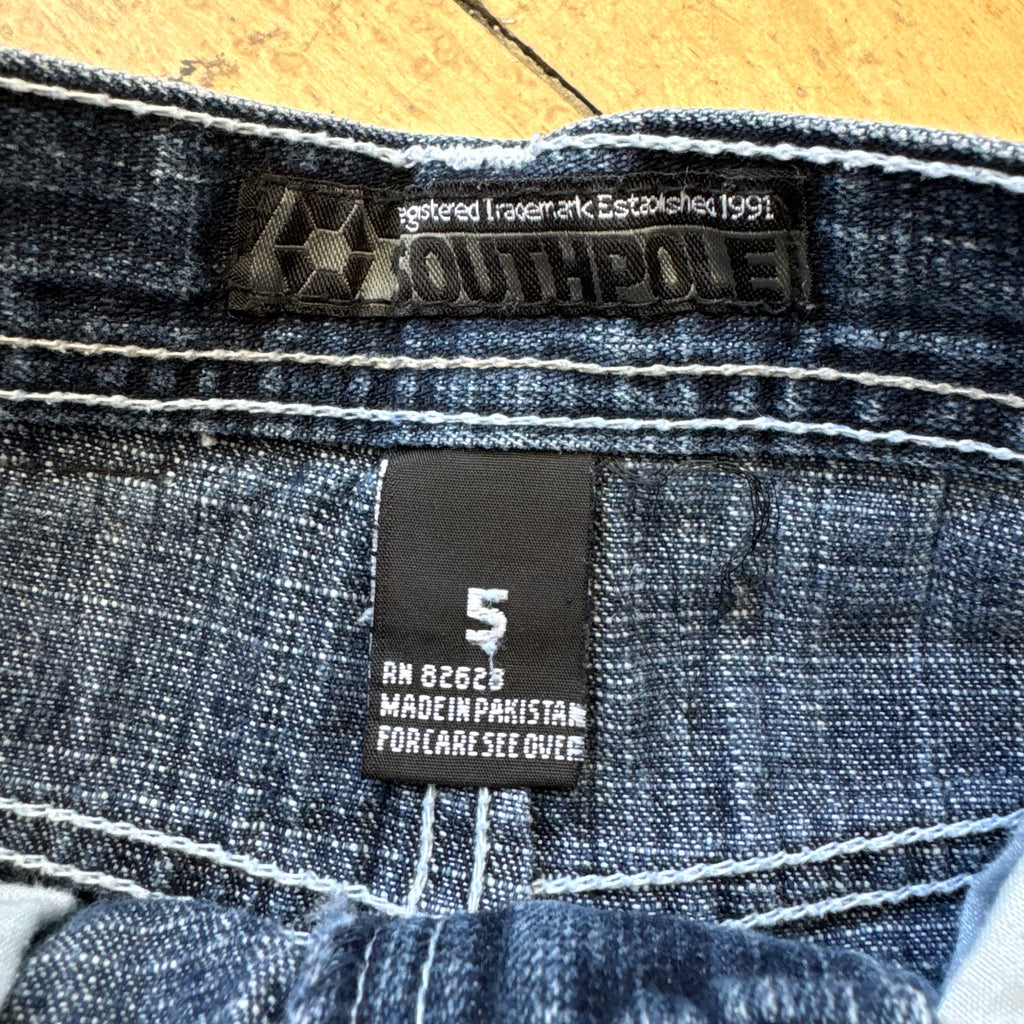 egistered Trademark Established 1991
SOUTHPOLE
5
RN 82628
MADE IN PAKISTAN
FOR CARE SEE OVER